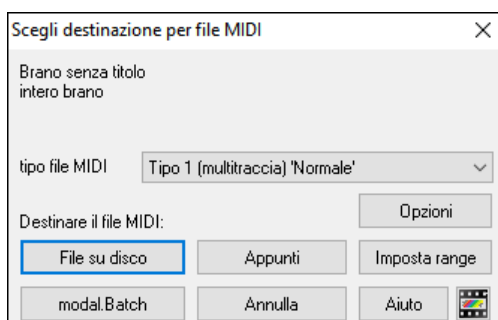 Scegli destinazione per file MIDI
Brano senza titolo
intero brano
tipo file MIDI Tipo 1 (multitraccia) 'Normale'
Opzioni
Destinare il file MIDI:
File su disco Appunti Imposta range
modal.Batch Annulla Aiuto